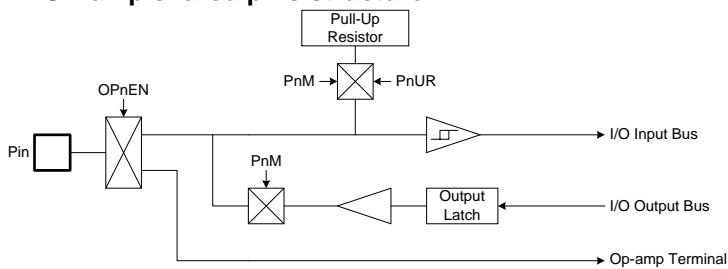 Pull-Up
Resistor
PnM
PnUR
OPnEN
Pin
I/O Input Bus
PnM
Output
Latch
I/O Output Bus
Op-amp Terminal